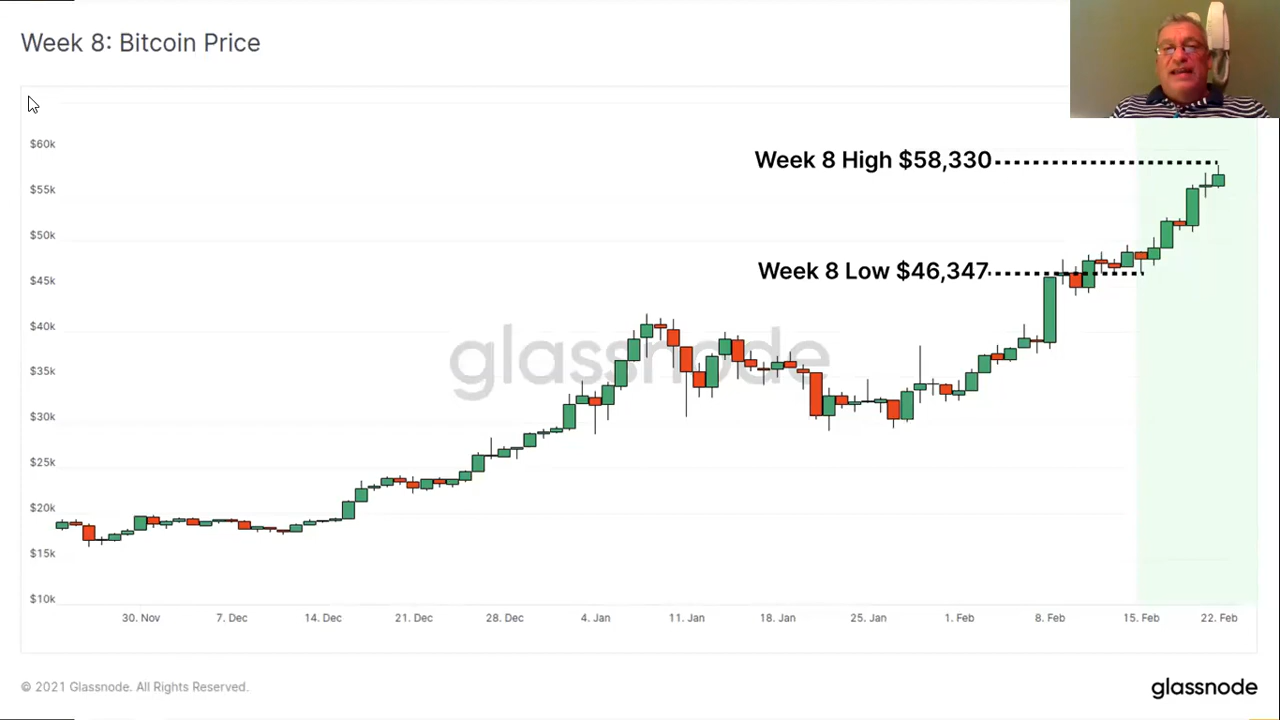 Week 8: Bitcoin Price
$60k
Week 8 High $58,330
$55k
$50k
Week 8 Low $46,347
$45k
$40k
glassnode
$35k
$30k
$25k
$20k
$15k
$10k
30. Nov 7. Dec 14. Dec 21. Dec 28. Dec 4. Jan 11. Jan 18. Jan 25. Jan 1. Feb 8. Feb 15. Feb 22. Feb
© 2021 Glassnode. All Rights Reserved.
glassnode